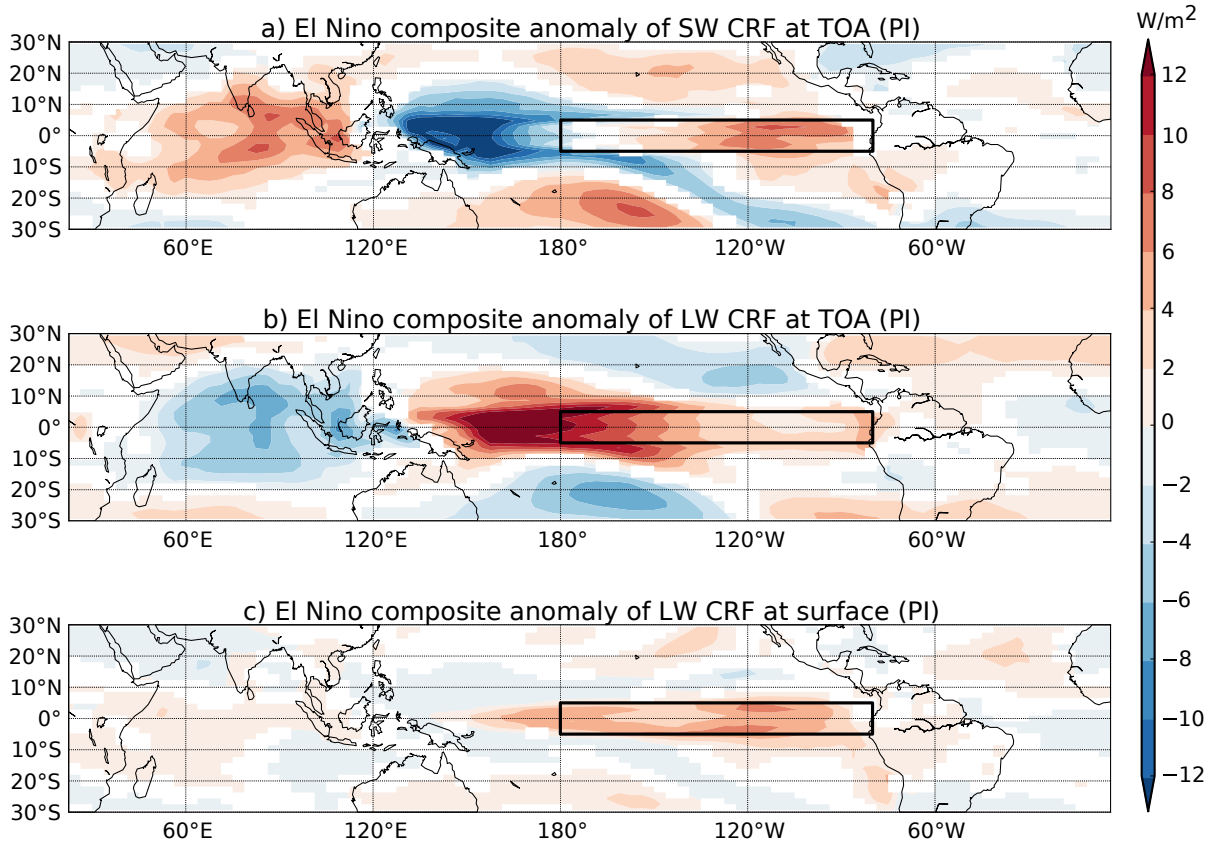 a) El Nino composite anomaly of SW CRF at TOA (PI)
W/m²
30°N
20°N
10°N
0°
10°S
20°S
30°S
60°E 120°E 180° 120°W 60°W
b) El Nino composite anomaly of LW CRF at TOA (PI)
30°N
20°N
10°N
0°
10°S
20°S
30°S
60°E 120°E 180° 120°W 60°W
c) El Nino composite anomaly of LW CRF at surface (PI)
30°N
20°N
10°N
0°
10°S
20°S
30°S
60°E 120°E 180° 120°W 60°W
12
10
8
6
4
2
0
−2
−4
−6
−8
−10
−12